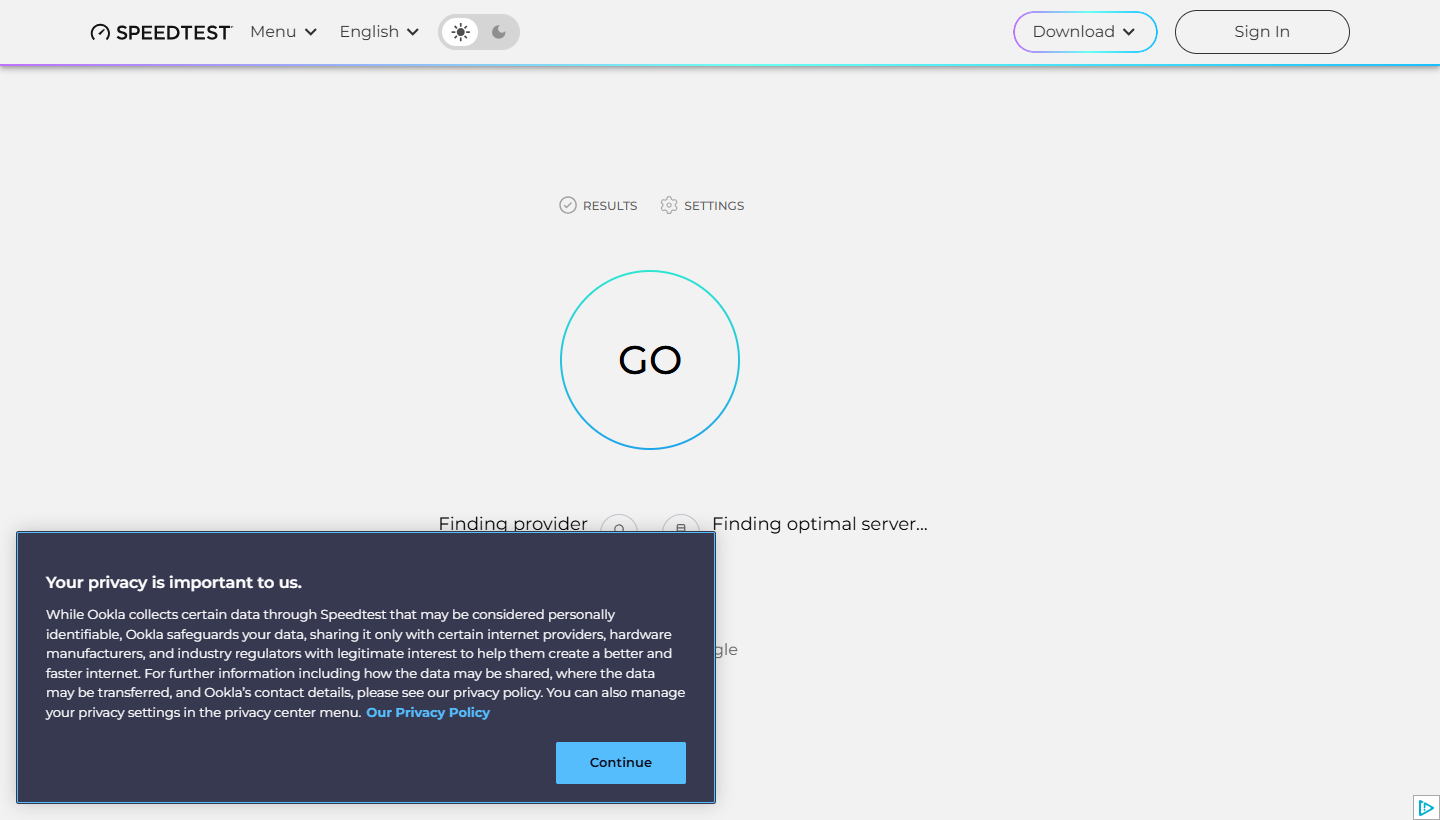 SPEEDTEST Menu English Download Sign In
RESULTS SETTINGS
GO
Finding provider Finding optimal server...
Your privacy is important to us.
While Ookla collects certain data through Speedtest that may be considered personally
identifiable, Ookla safeguards your data, sharing it only with certain internet providers, hardware
manufacturers, and industry regulators with legitimate interest to help them create a better and
faster internet. For further information including how the data may be shared, where the data
may be transferred, and Ookla's contact details, please see our privacy policy. You can also manage
your privacy settings in the privacy center menu. Our Privacy Policy
Continue